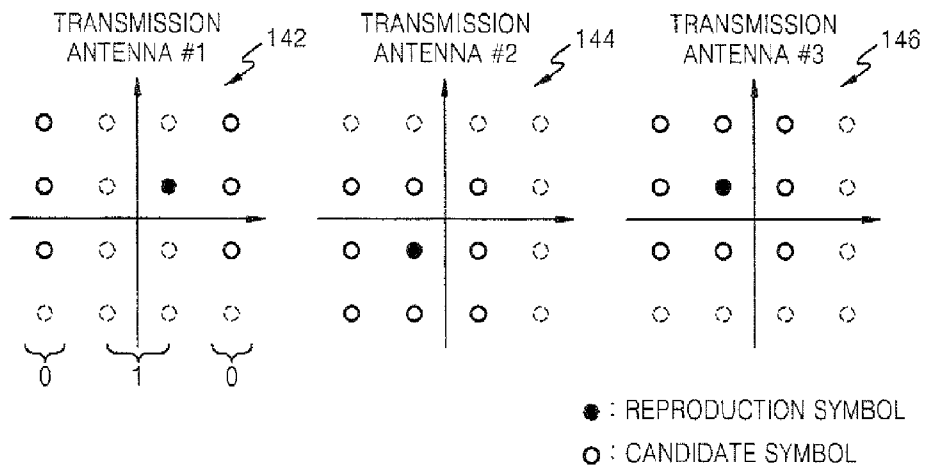 TRANSMISSION
ANTENNA #1
142
TRANSMISSION
ANTENNA #2
144
TRANSMISSION
ANTENNA #3
146
0
1
0
: REPRODUCTION SYMBOL
: CANDIDATE SYMBOL